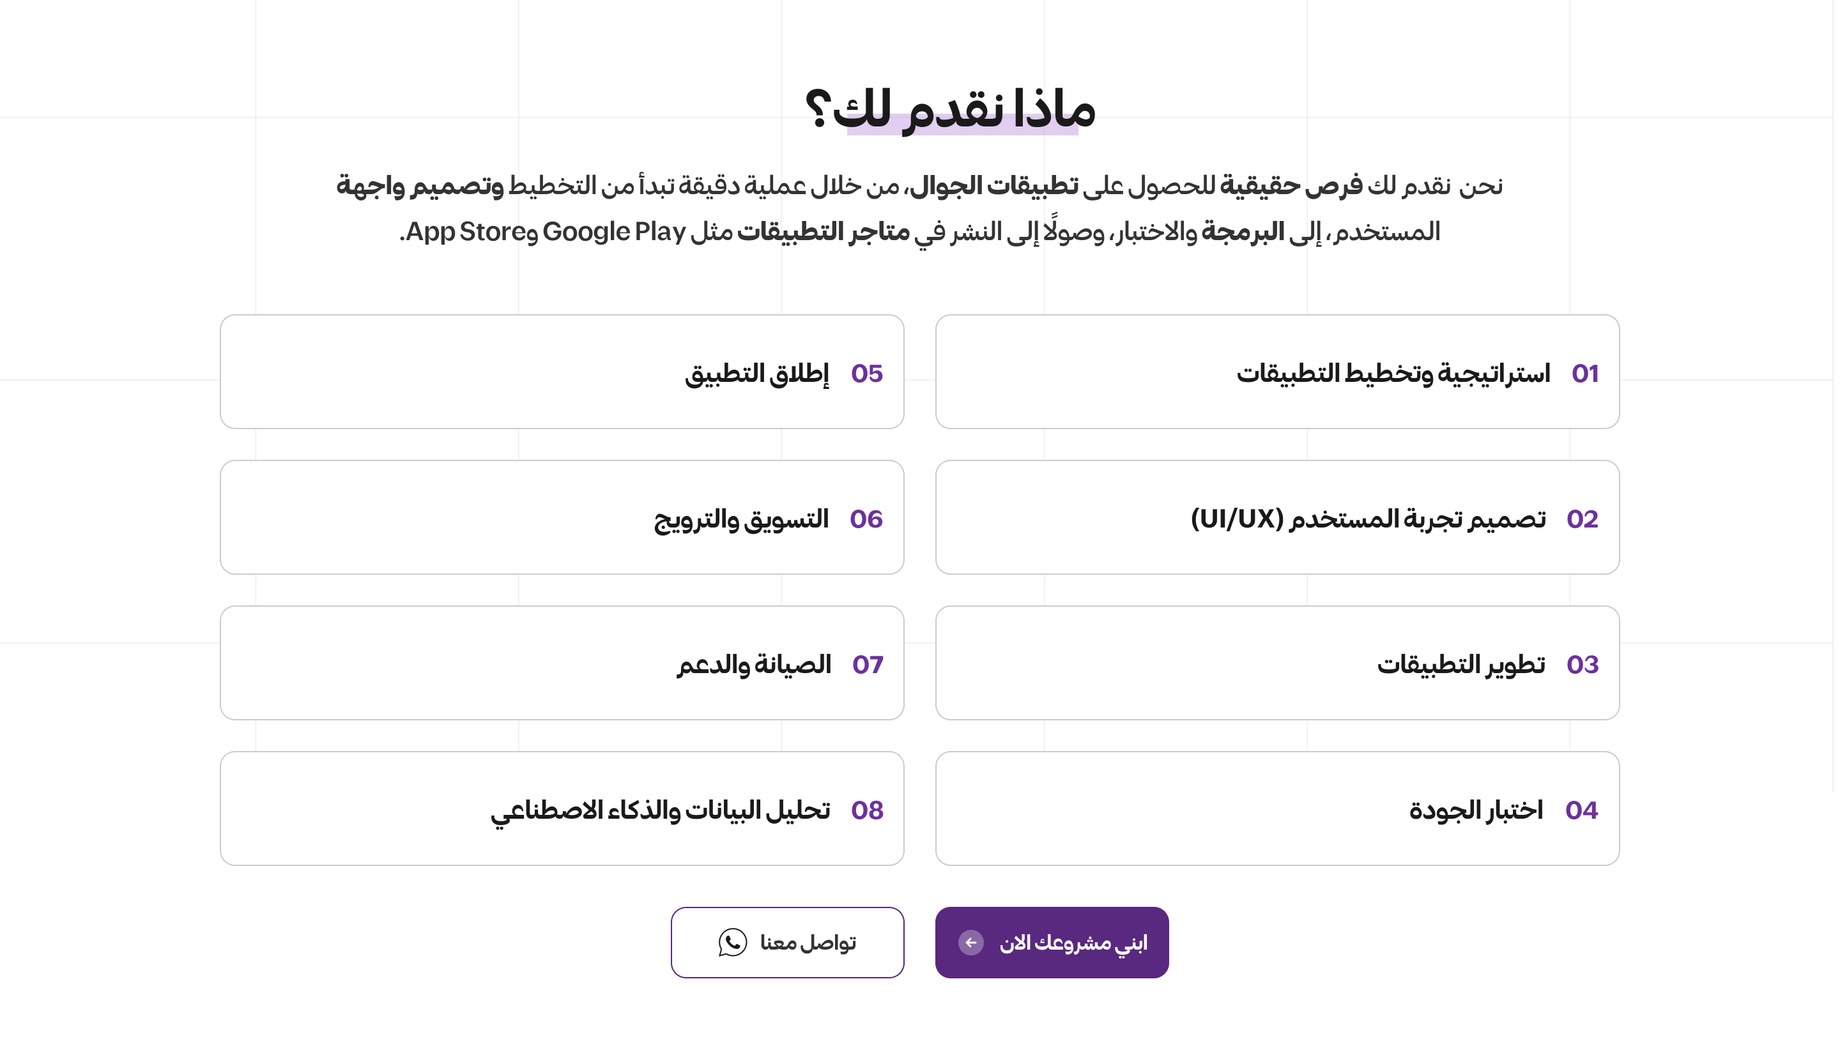 ماذا نقدم لك؟
نحن نقدم لك فرص حقيقية للحصول على تطبيقات الجوال، من خلال عملية دقيقة تبدأ من التخطيط وتصميم واجهة
المستخدم، إلى البرمجة والاختبار، وصولًا إلى النشر في متاجر التطبيقات مثل Google Play وApp Store.
01 استراتيجية وتخطيط التطبيقات
02 تصميم تجربة المستخدم (UI/UX)
03 تطوير التطبيقات
04 اختبار الجودة
05 إطلاق التطبيق
06 التسويق والترويج
07 الصيانة والدعم
08 تحليل البيانات والذكاء الاصطناعي
ابني مشروعك الان
تواصل معنا